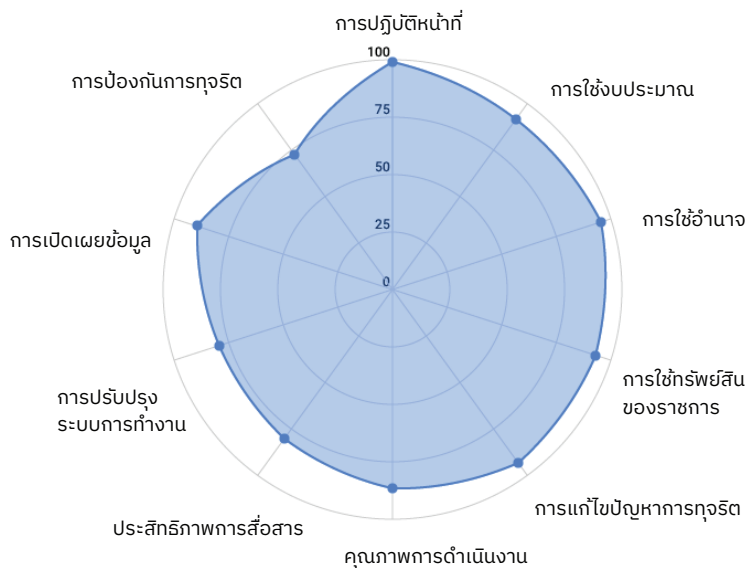 การปฏิบัติหน้าที่
100
การป้องกันการทุจริต
การใช้งบประมาณ
75
50
การใช้อำนาจ
25
การเปิดเผยข้อมูล
0
การใช้ทรัพย์สิน
ของราชการ
การปรับปรุง
ระบบการทำงาน
การแก้ไขปัญหาการทุจริต
ประสิทธิภาพการสื่อสาร
คุณภาพการดำเนินงาน